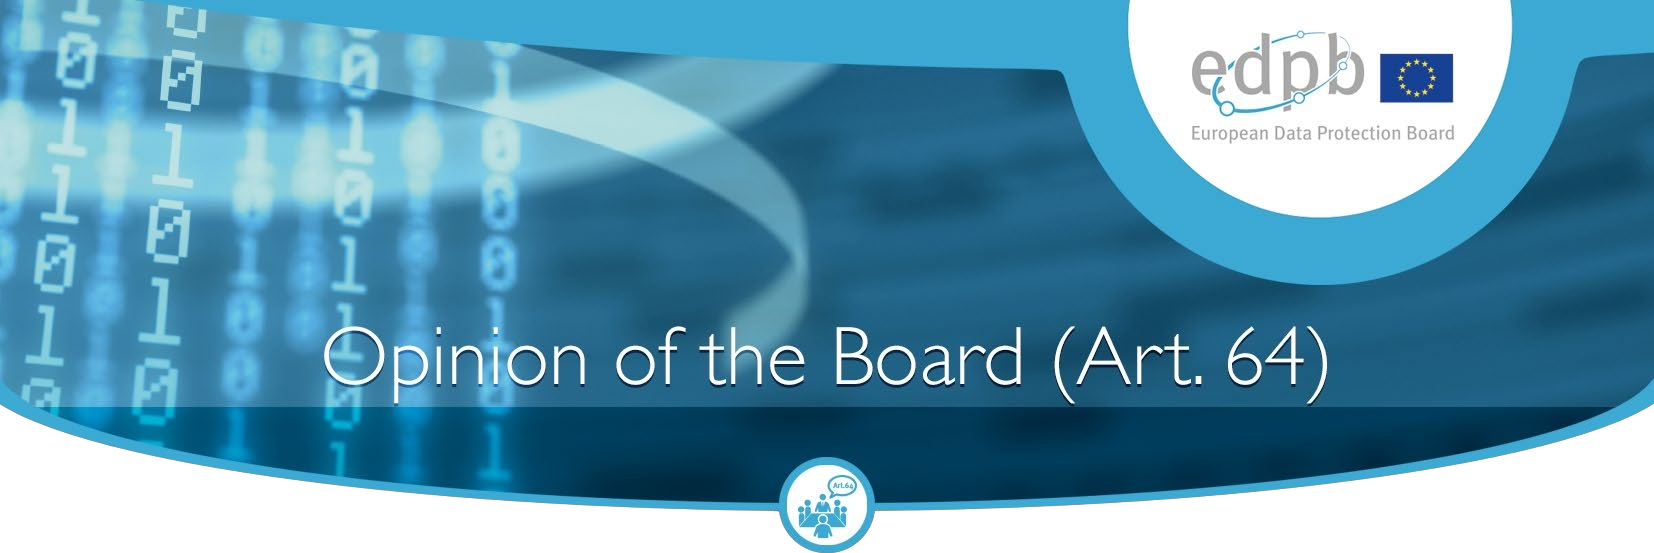 edpb
European Data Protection Board
Opinion of the Board (Art. 64)
Art.64